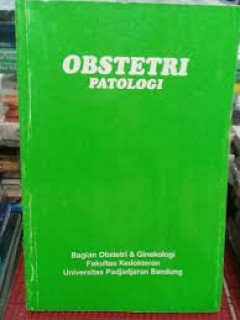 OBSTETRI
PATOLOGI
Bagian Obstetri & Ginekologi
Fakultas Kedokteran
Universitas Padjadjaran Bandung